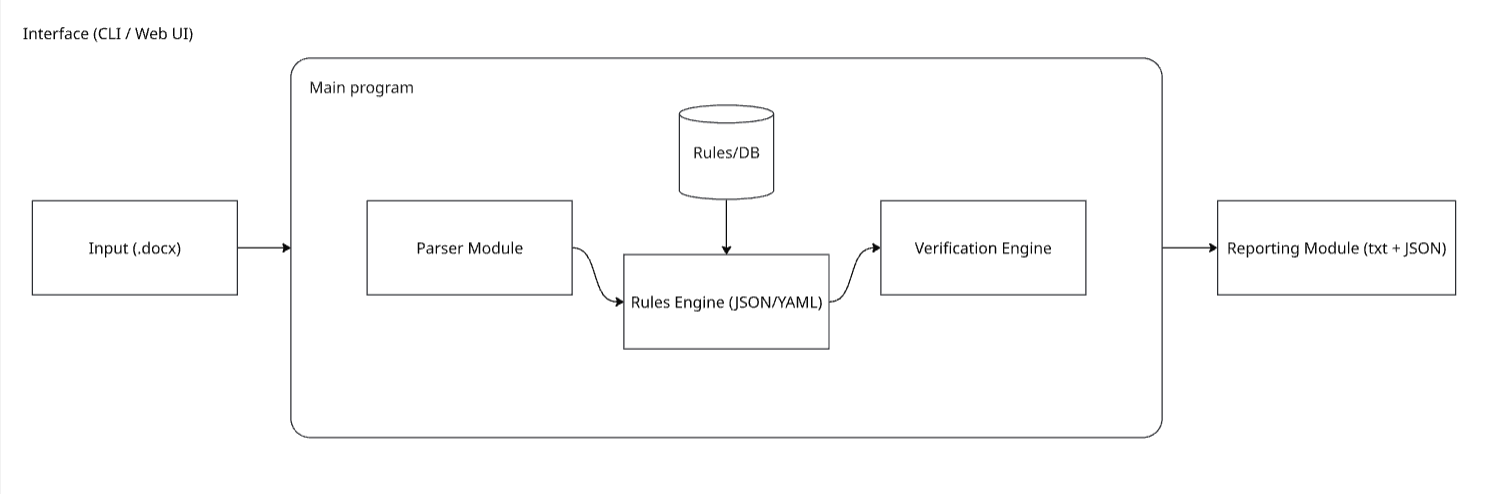 Interface (CLI / Web UI)
Main program
Rules/DB
Input (.docx)
Parser Module
Rules Engine (JSON/YAML)
Verification Engine
Reporting Module (txt + JSON)